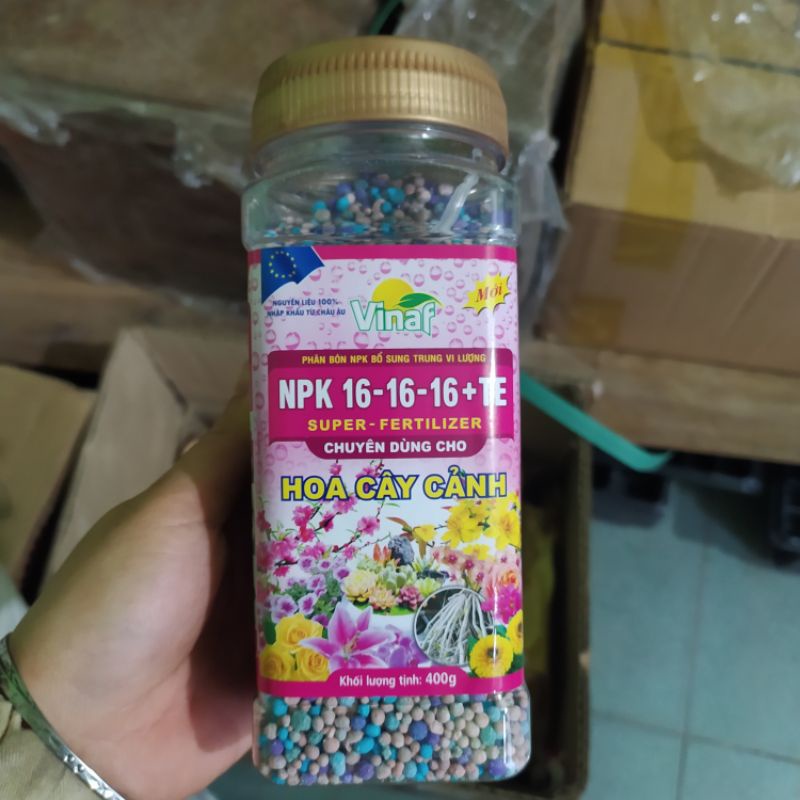 NGUYÊN LIỆU 100%
NHẬP KHẨU TỪ CHÂU ÂU
Vinaf
Mới
PHÂN BÓN NPK BỔ SUNG TRUNG VI LƯỢNG
NPK 16-16-16+TE
SUPER - FERTILIZER
CHUYÊN DÙNG CHO
HOA CÂY CẢNH
Khối lượng tịnh: 400g